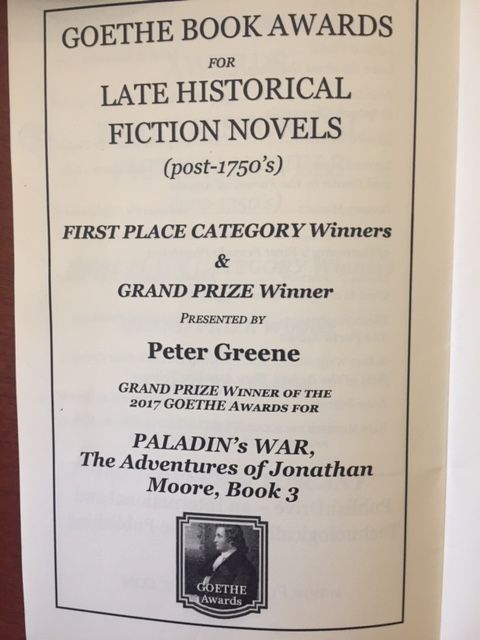 GOETHE BOOK AWARDS
FOR
LATE HISTORICAL
FICTION NOVELS
(post-1750's)
FIRST PLACE CATEGORY Winners
&
GRAND PRIZE Winner
PRESENTED BY
Peter Greene
GRAND PRIZE WINNER OF THE
2017 GOETHE AWARDS FOR
PALADIN's WAR,
The Adventures of Jonathan
Moore, Book 3
GOETHE
Awards